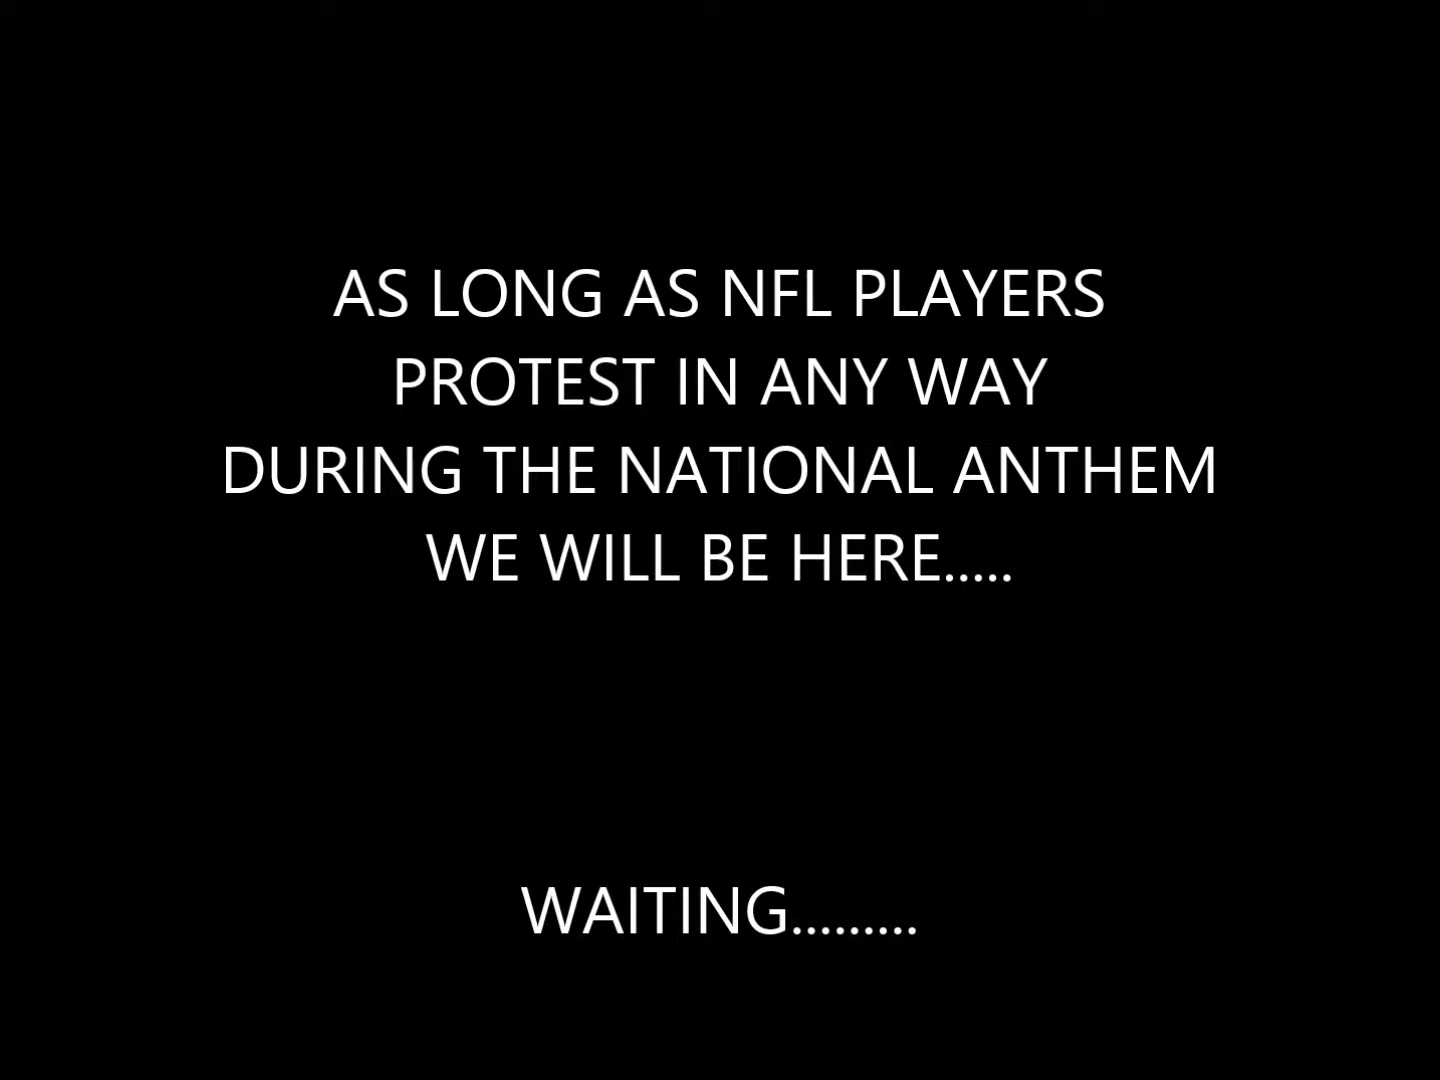 AS LONG AS NFL PLAYERS
PROTEST IN ANY WAY
DURING THE NATIONAL ANTHEM
WE WILL BE HERE.....
WAITING.........